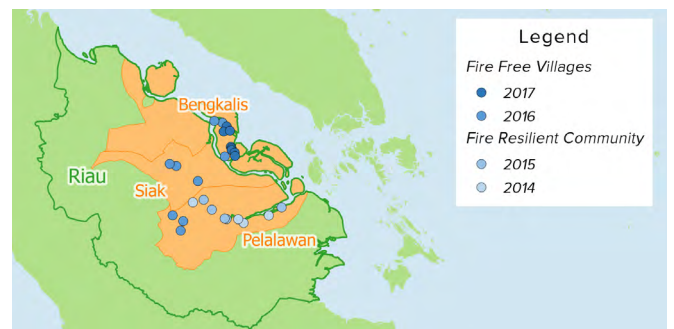 Legend
Fire Free Villages
2017
2016
Fire Resilient Community
2015
2014
Bengkalis
Riau
Siak
Pelalawan